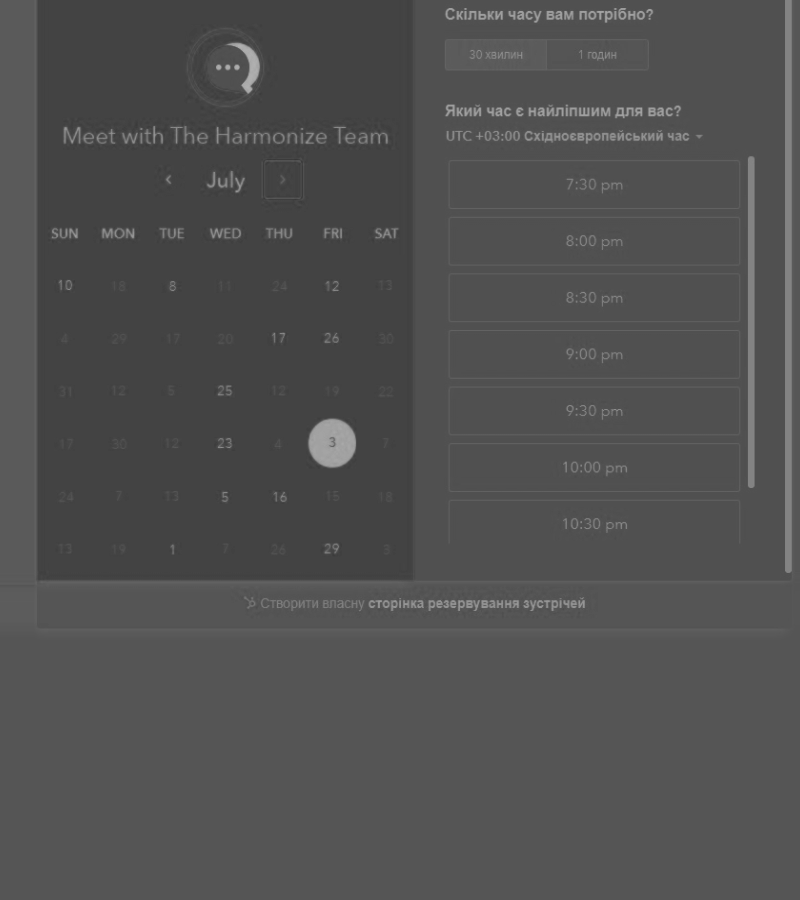 Скільки часу вам потрібно?
30 хвилин 1 годин
Meet with The Harmonize Team
‹ July ›
SUN MON TUE WED THU FRI SAT
10 18 8 11 24 12 13
4 29 17 20 17 26 30
31 12 5 25 12 19 22
17 30 12 23 4 3 7
24 7 13 5 16 15 18
13 19 1 7 26 29 3
Який час є найліпшим для вас?
UTC +03:00 Східноєвропейський час
7:30 pm
8:00 pm
8:30 pm
9:00 pm
9:30 pm
10:00 pm
10:30 pm
Створити власну сторінка резервування зустрічей